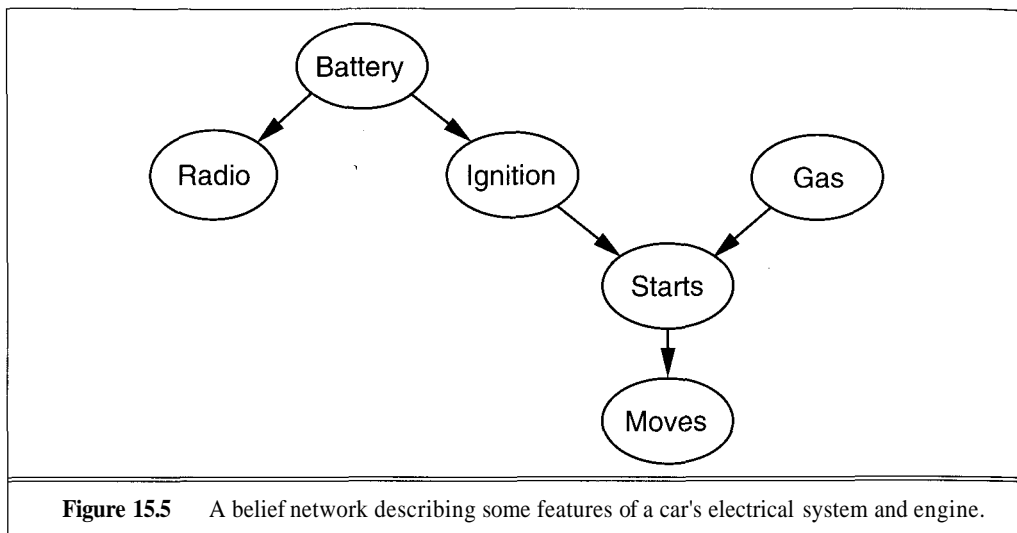 Battery
Radio
Ignition
Gas
Starts
Moves
Figure 15.5 A belief network describing some features of a car's electrical system and engine.